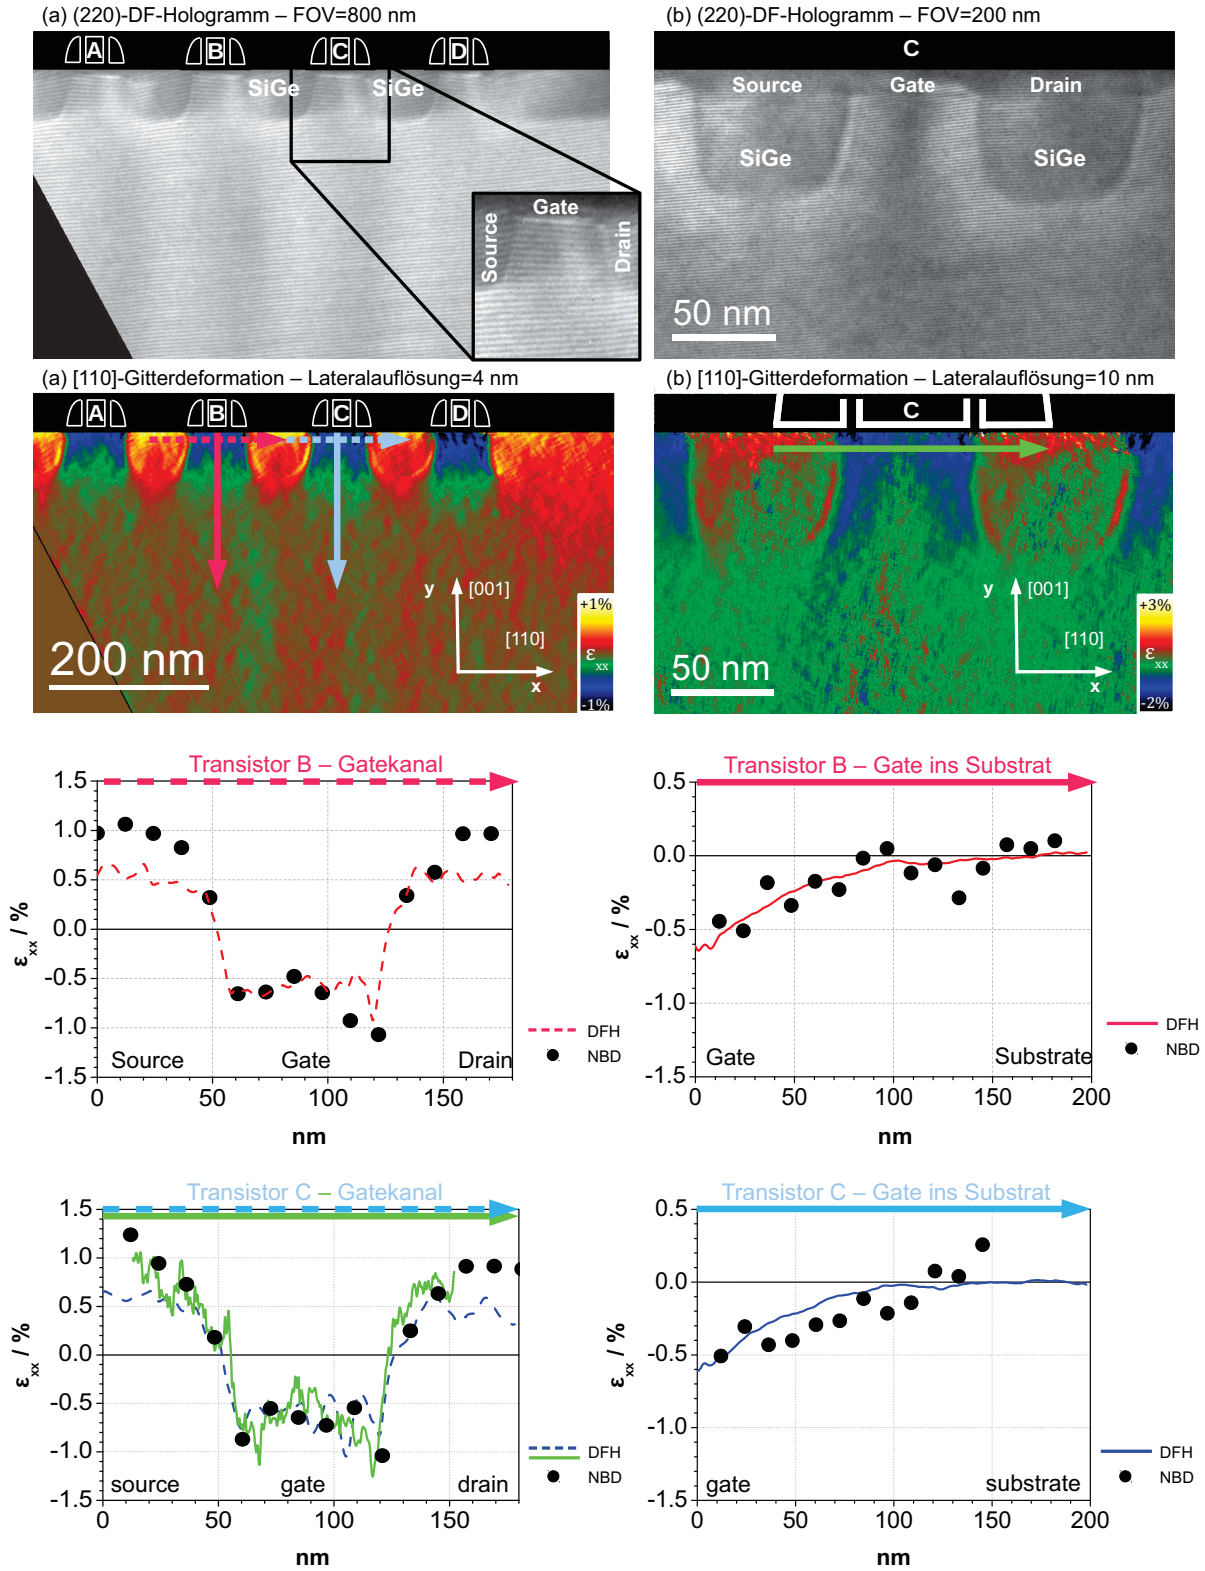 (a) (220)-DF-Hologramm – FOV=800 nm
(b) (220)-DF-Hologramm – FOV=200 nm
A B C D
C
SiGe SiGe
Source Gate Drain
SiGe SiGe
Gate
Source
Drain
50 nm
(a) [110]-Gitterdeformation – Lateralauflösung=4 nm
(b) [110]-Gitterdeformation – Lateralauflösung=10 nm
A B C D
C
y [001]
[110]
x
+1%
εxx
-1%
200 nm
y [001]
[110]
x
+3%
εxx
-2%
50 nm
Transistor B – Gatekanal
1.5
1.0
0.5
0.0
-0.5
-1.0
-1.5
εxx / %
Source Gate Drain
0 50 100 150
nm
DFH
NBD
Transistor B – Gate ins Substrat
0.5
0.0
-0.5
-1.0
-1.5
εxx / %
Gate Substrate
0 50 100 150 200
nm
DFH
NBD
Transistor C – Gatekanal
1.5
1.0
0.5
0.0
-0.5
-1.0
-1.5
εxx / %
source gate drain
0 50 100 150
nm
DFH
NBD
Transistor C – Gate ins Substrat
0.5
0.0
-0.5
-1.0
-1.5
εxx / %
gate substrate
0 50 100 150 200
nm
DFH
NBD